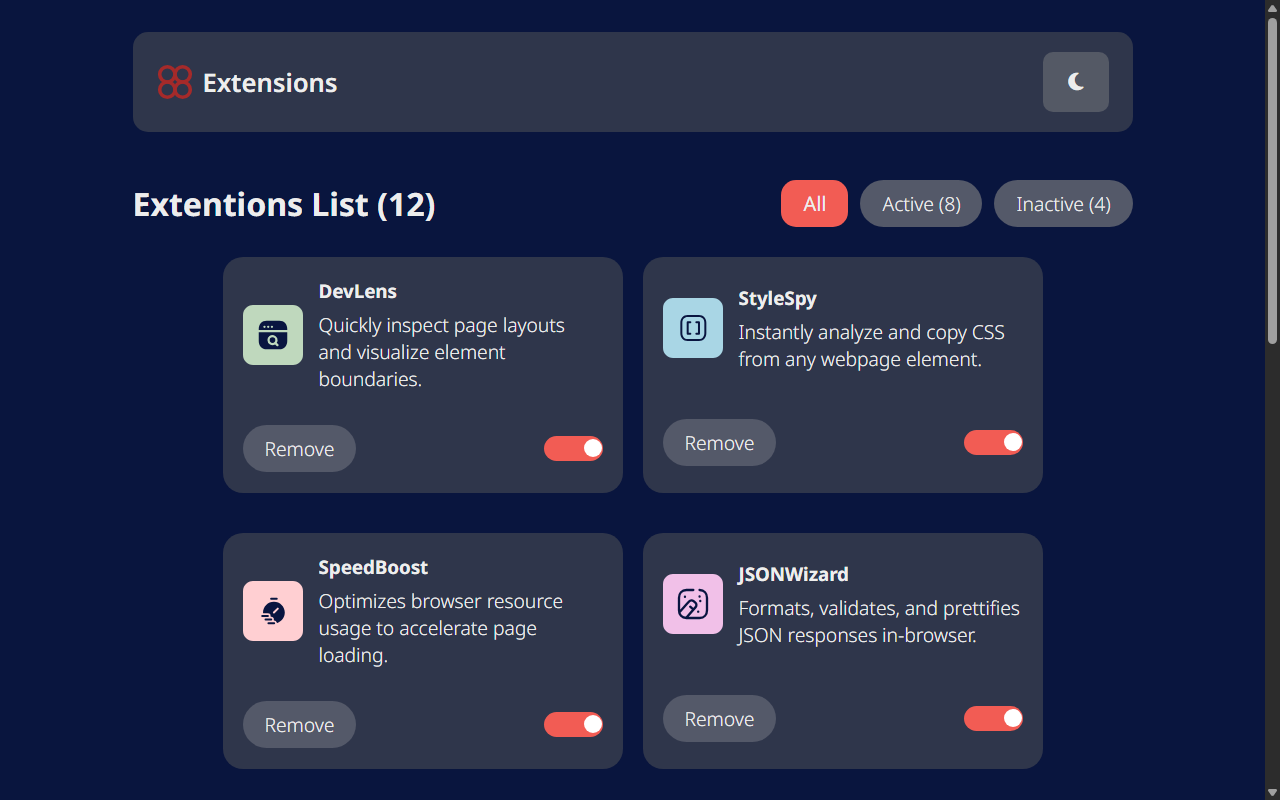 Extensions
Extentions List (12)
All
Active (8)
Inactive (4)
DevLens
Quickly inspect page layouts
and visualize element
boundaries.
Remove
StyleSpy
Instantly analyze and copy CSS
from any webpage element.
Remove
SpeedBoost
Optimizes browser resource
usage to accelerate page
loading.
Remove
JSONWizard
Formats, validates, and prettifies
JSON responses in-browser.
Remove